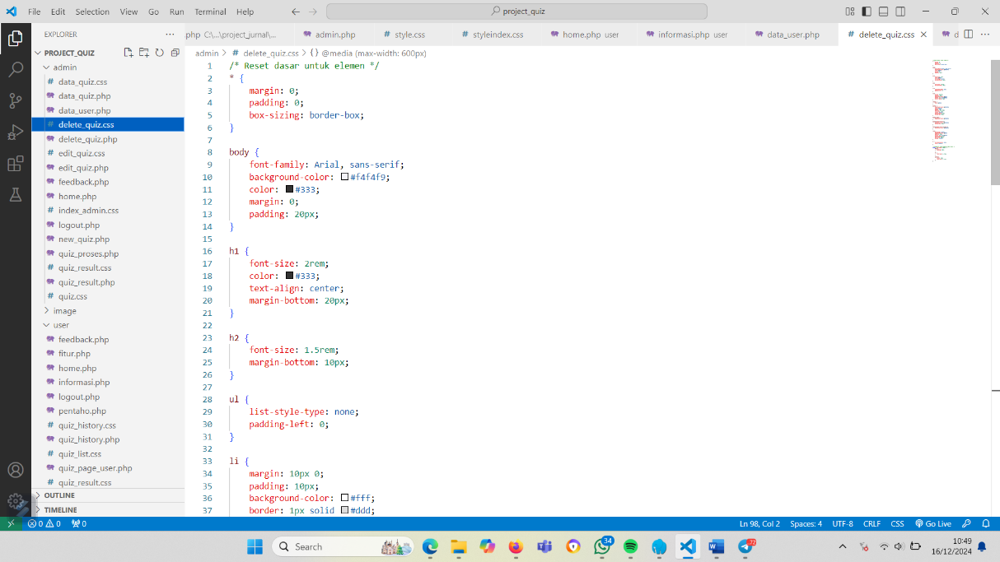 File Edit Selection View Go Run Terminal Help
project_quiz
EXPLORER
php C:\...\project_jurnal\...
admin.php
style.css
styleindex.css
home.php user
informasi.php user
data_user.php
delete_quiz.css
d
PROJECT_QUIZ
admin
data_quiz.css
data_quiz.php
data_user.php
delete_quiz.css
delete_quiz.php
edit_quiz.css
edit_quiz.php
feedback.php
home.php
index_admin.css
logout.php
new_quiz.php
quiz_proses.php
quiz_result.css
quiz_result.php
quiz.css
image
user
feedback.php
fitur.php
home.php
informasi.php
logout.php
pentaho.php
quiz_history.css
quiz_history.php
quiz_list.css
quiz_page_user.php
quiz_result.css
OUTLINE
TIMELINE
admin > # delete_quiz.css > {} @media (max-width: 600px)
1 /* Reset dasar untuk elemen */
2 * {
3 margin: 0;
4 padding: 0;
5 box-sizing: border-box;
6 }
7
8 body {
9 font-family: Arial, sans-serif;
10 background-color: #f4f4f9;
11 color: #333;
12 margin: 0;
13 padding: 20px;
14 }
15
16 h1 {
17 font-size: 2rem;
18 color: #333;
19 text-align: center;
20 margin-bottom: 20px;
21 }
22
23 h2 {
24 font-size: 1.5rem;
25 margin-bottom: 10px;
26 }
27
28 ul {
29 list-style-type: none;
30 padding-left: 0;
31 }
32
33 li {
34 margin: 10px 0;
35 padding: 10px;
36 background-color: #fff;
37 border: 1px solid #ddd;
0 0 0
Ln 98, Col 2 Spaces: 4 UTF-8 CRLF CSS Go Live
Search
34
72
10:49
16/12/2024